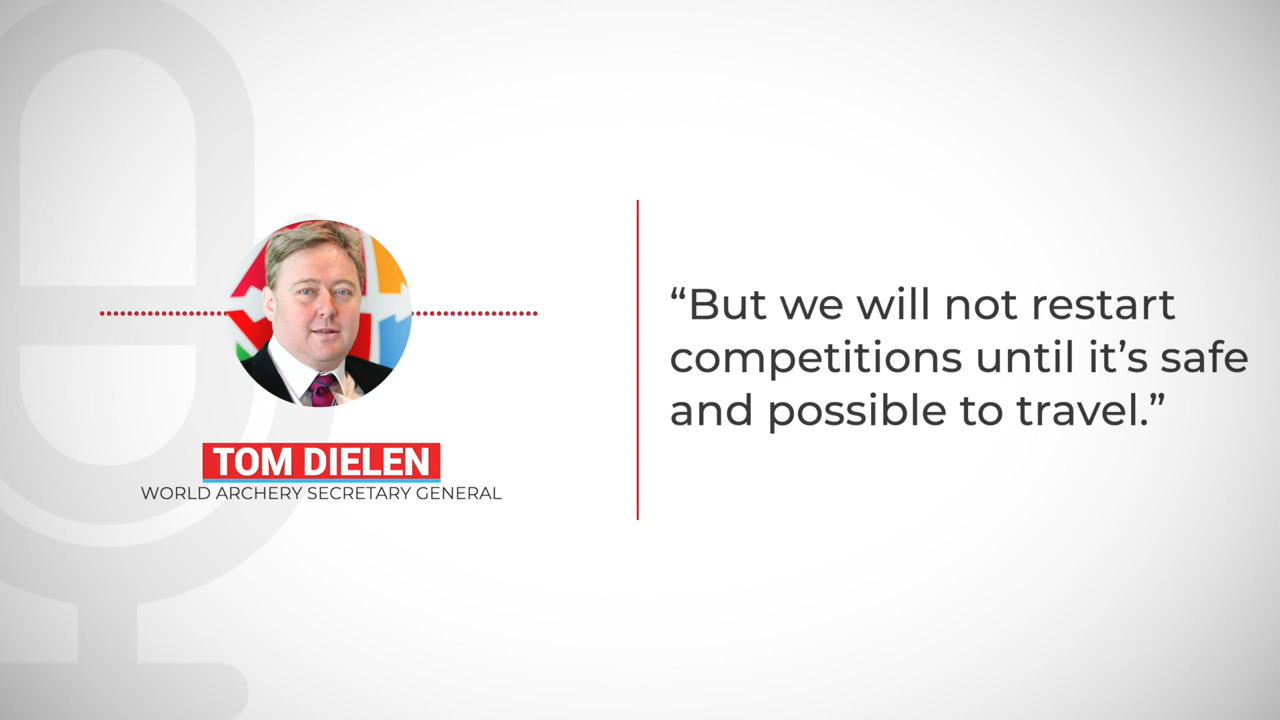 TOM DIELEN
WORLD ARCHERY SECRETARY GENERAL
“But we will not restart
competitions until it’s safe
and possible to travel.”